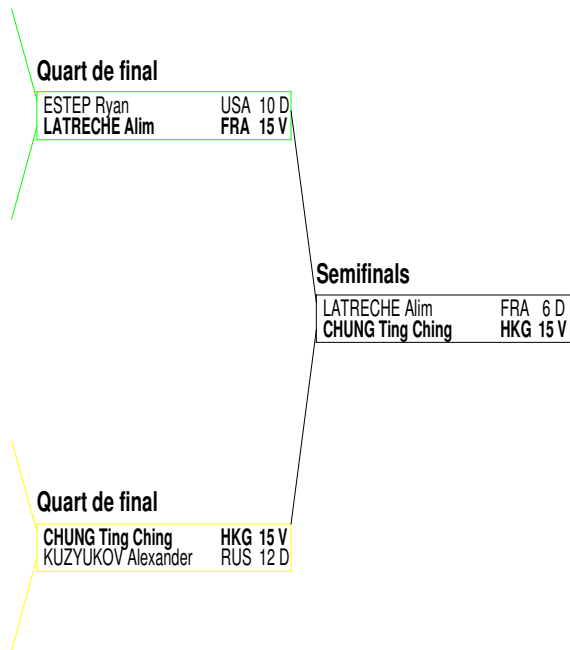 Quart de final
ESTEP Ryan USA 10 D
LATRECHE Alim FRA 15 V
Semifinals
LATRECHE Alim FRA 6 D
CHUNG Ting Ching HKG 15 V
Quart de final
CHUNG Ting Ching HKG 15 V
KUZYUKOV Alexander RUS 12 D